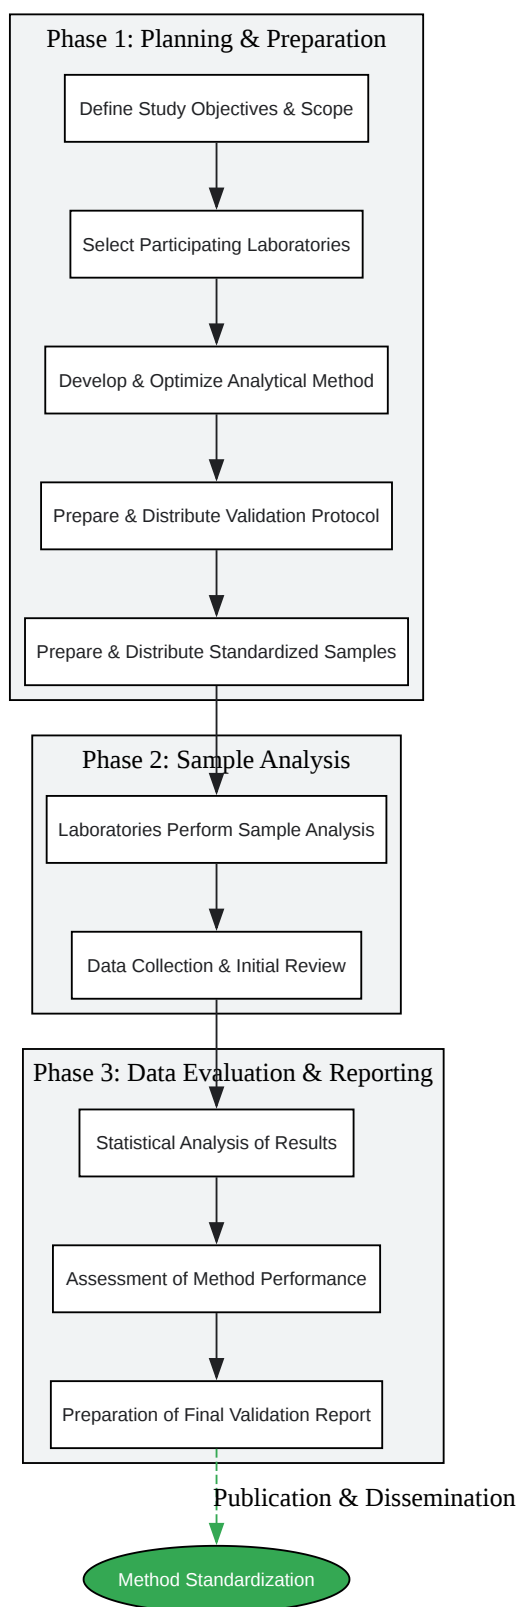 Phase 1: Planning & Preparation
Define Study Objectives & Scope
Select Participating Laboratories
Develop & Optimize Analytical Method
Prepare & Distribute Validation Protocol
Prepare & Distribute Standardized Samples
Phase 2: Sample Analysis
Laboratories Perform Sample Analysis
Data Collection & Initial Review
Phase 3: Data Evaluation & Reporting
Statistical Analysis of Results
Assessment of Method Performance
Preparation of Final Validation Report
Publication & Dissemination
Method Standardization